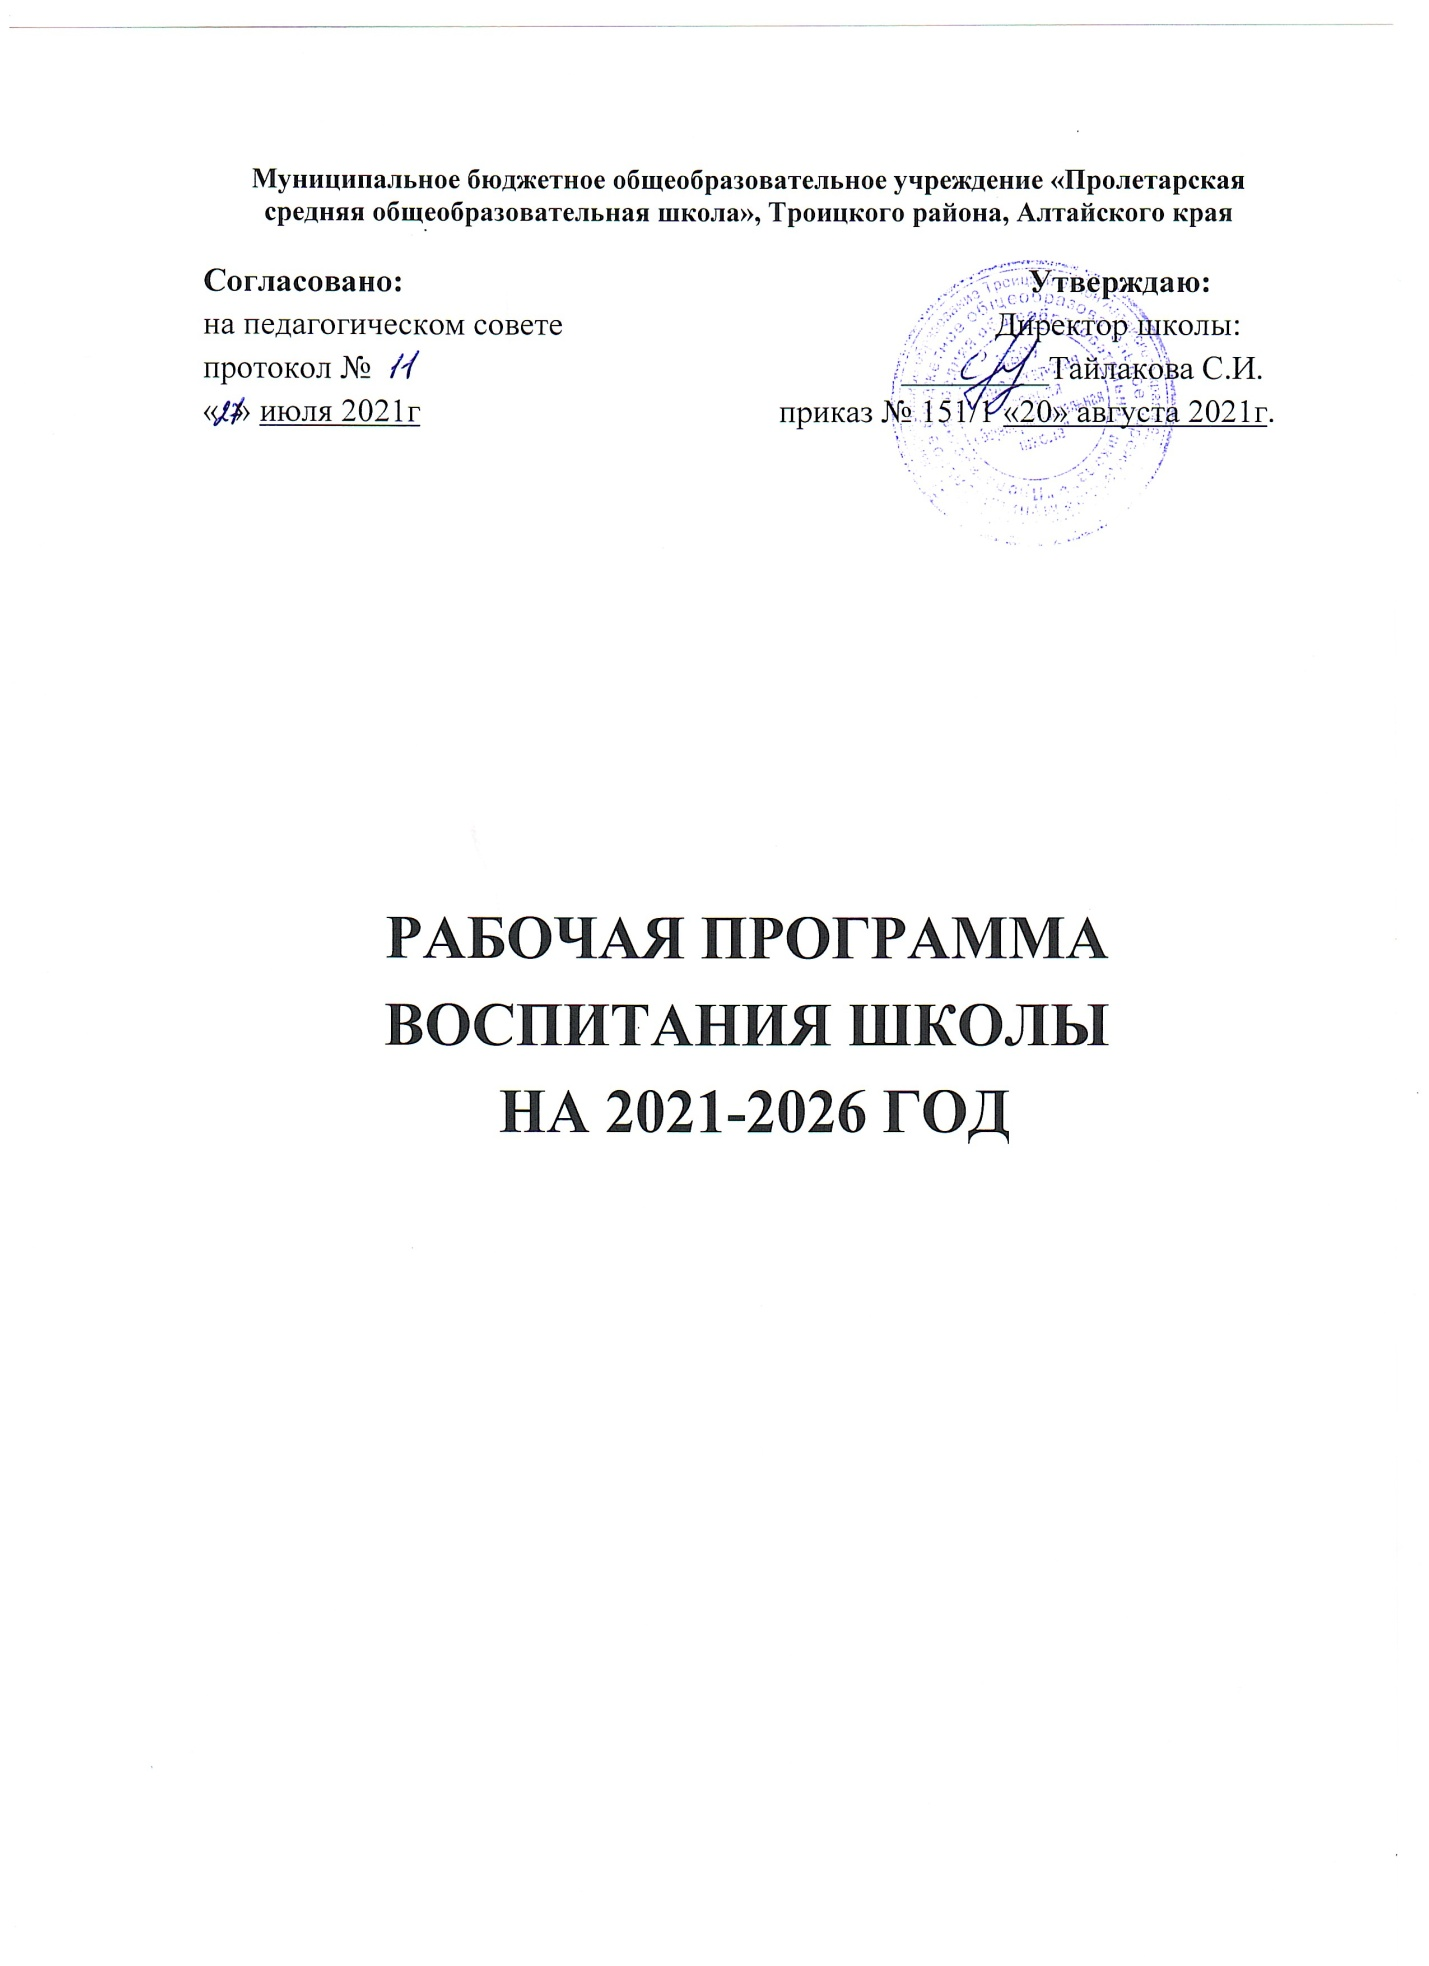 Муниципальное бюджетное общеобразовательное учреждение «Пролетарская
средняя общеобразовательная школа», Троицкого района, Алтайского края
Согласовано:
Утверждаю:
на педагогическом совете
Директор школы:
протокол № 11
Тайлакова С.И.
«27» июля 2021г
приказ № 151/1 «20» августа 2021г.
РАБОЧАЯ ПРОГРАММА
ВОСПИТАНИЯ ШКОЛЫ
НА 2021-2026 ГОД